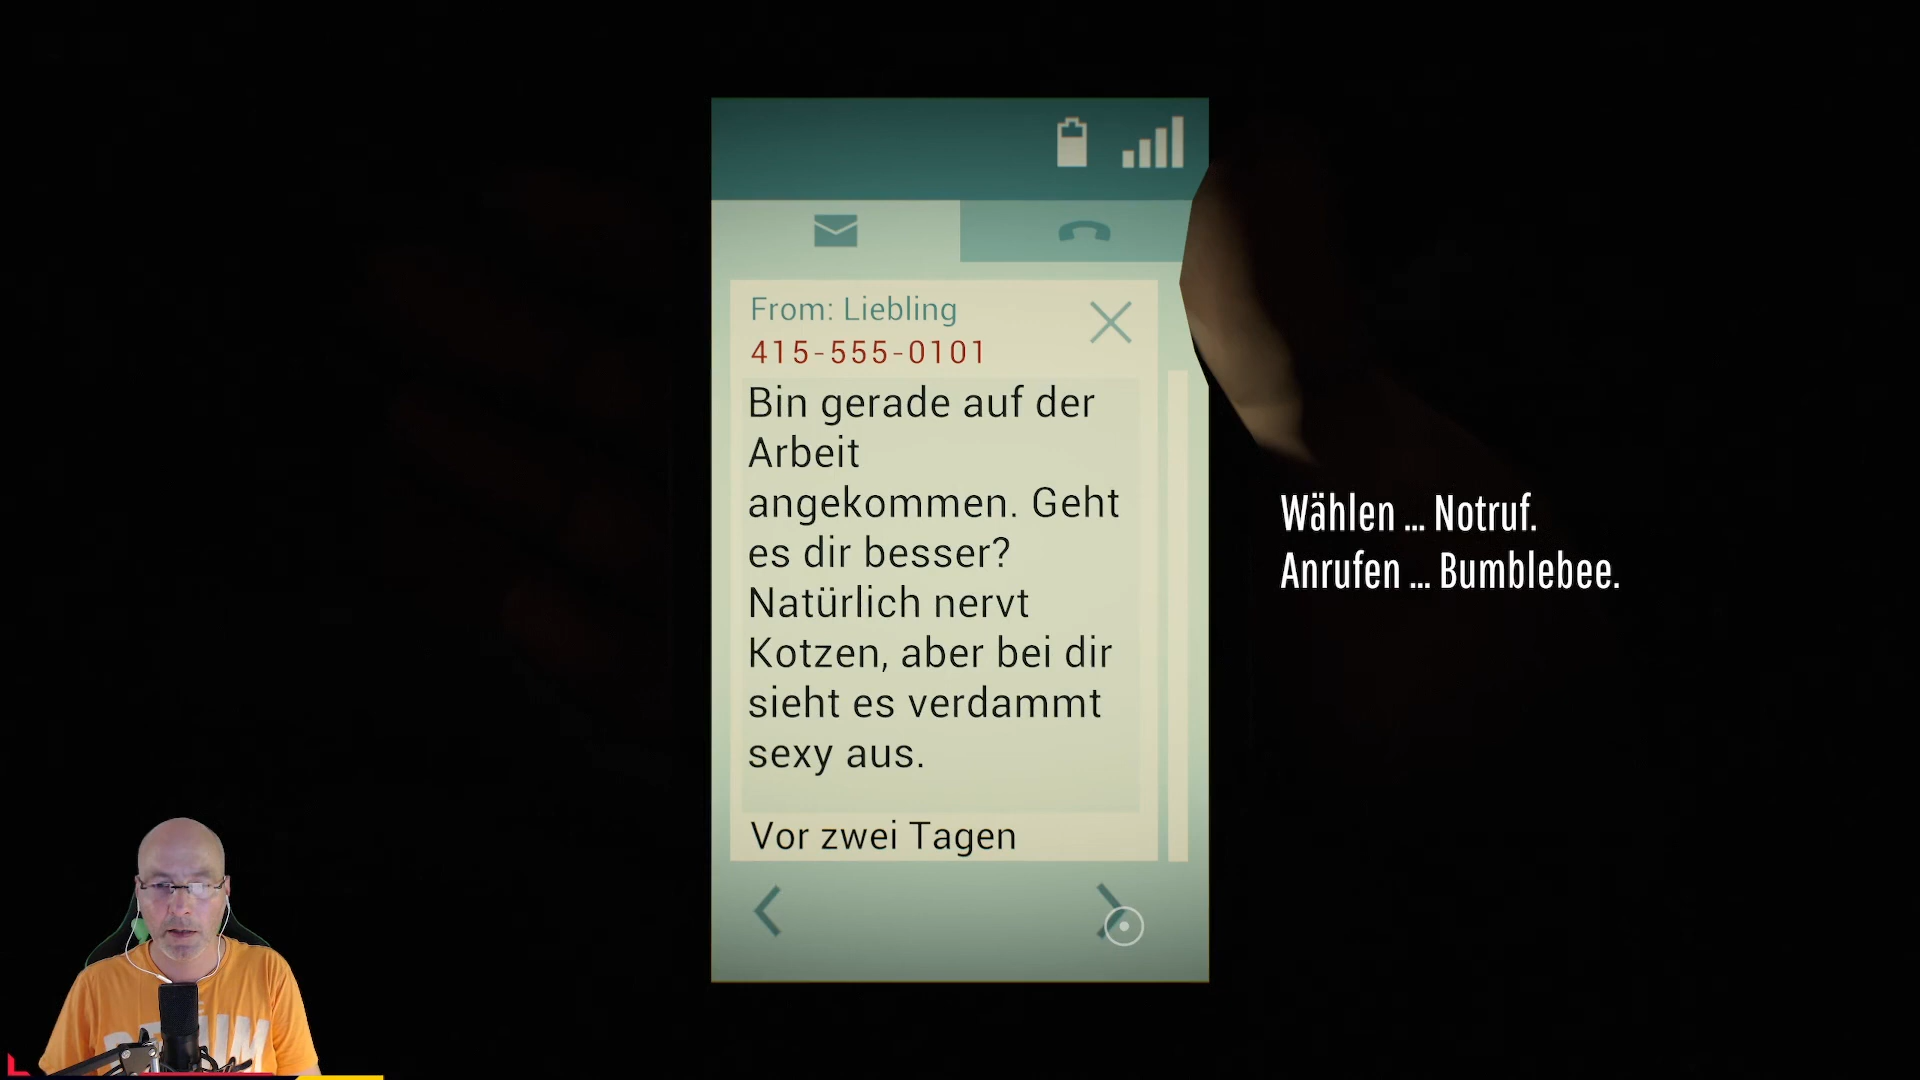 From: Liebling
415-555-0101
Bin gerade auf der
Arbeit
angekommen. Geht
es dir besser?
Natürlich nervt
Kotzen, aber bei dir
sieht es verdammt
sexy aus.
Vor zwei Tagen
Wählen ... Notruf.
Anrufen ... Bumblebee.